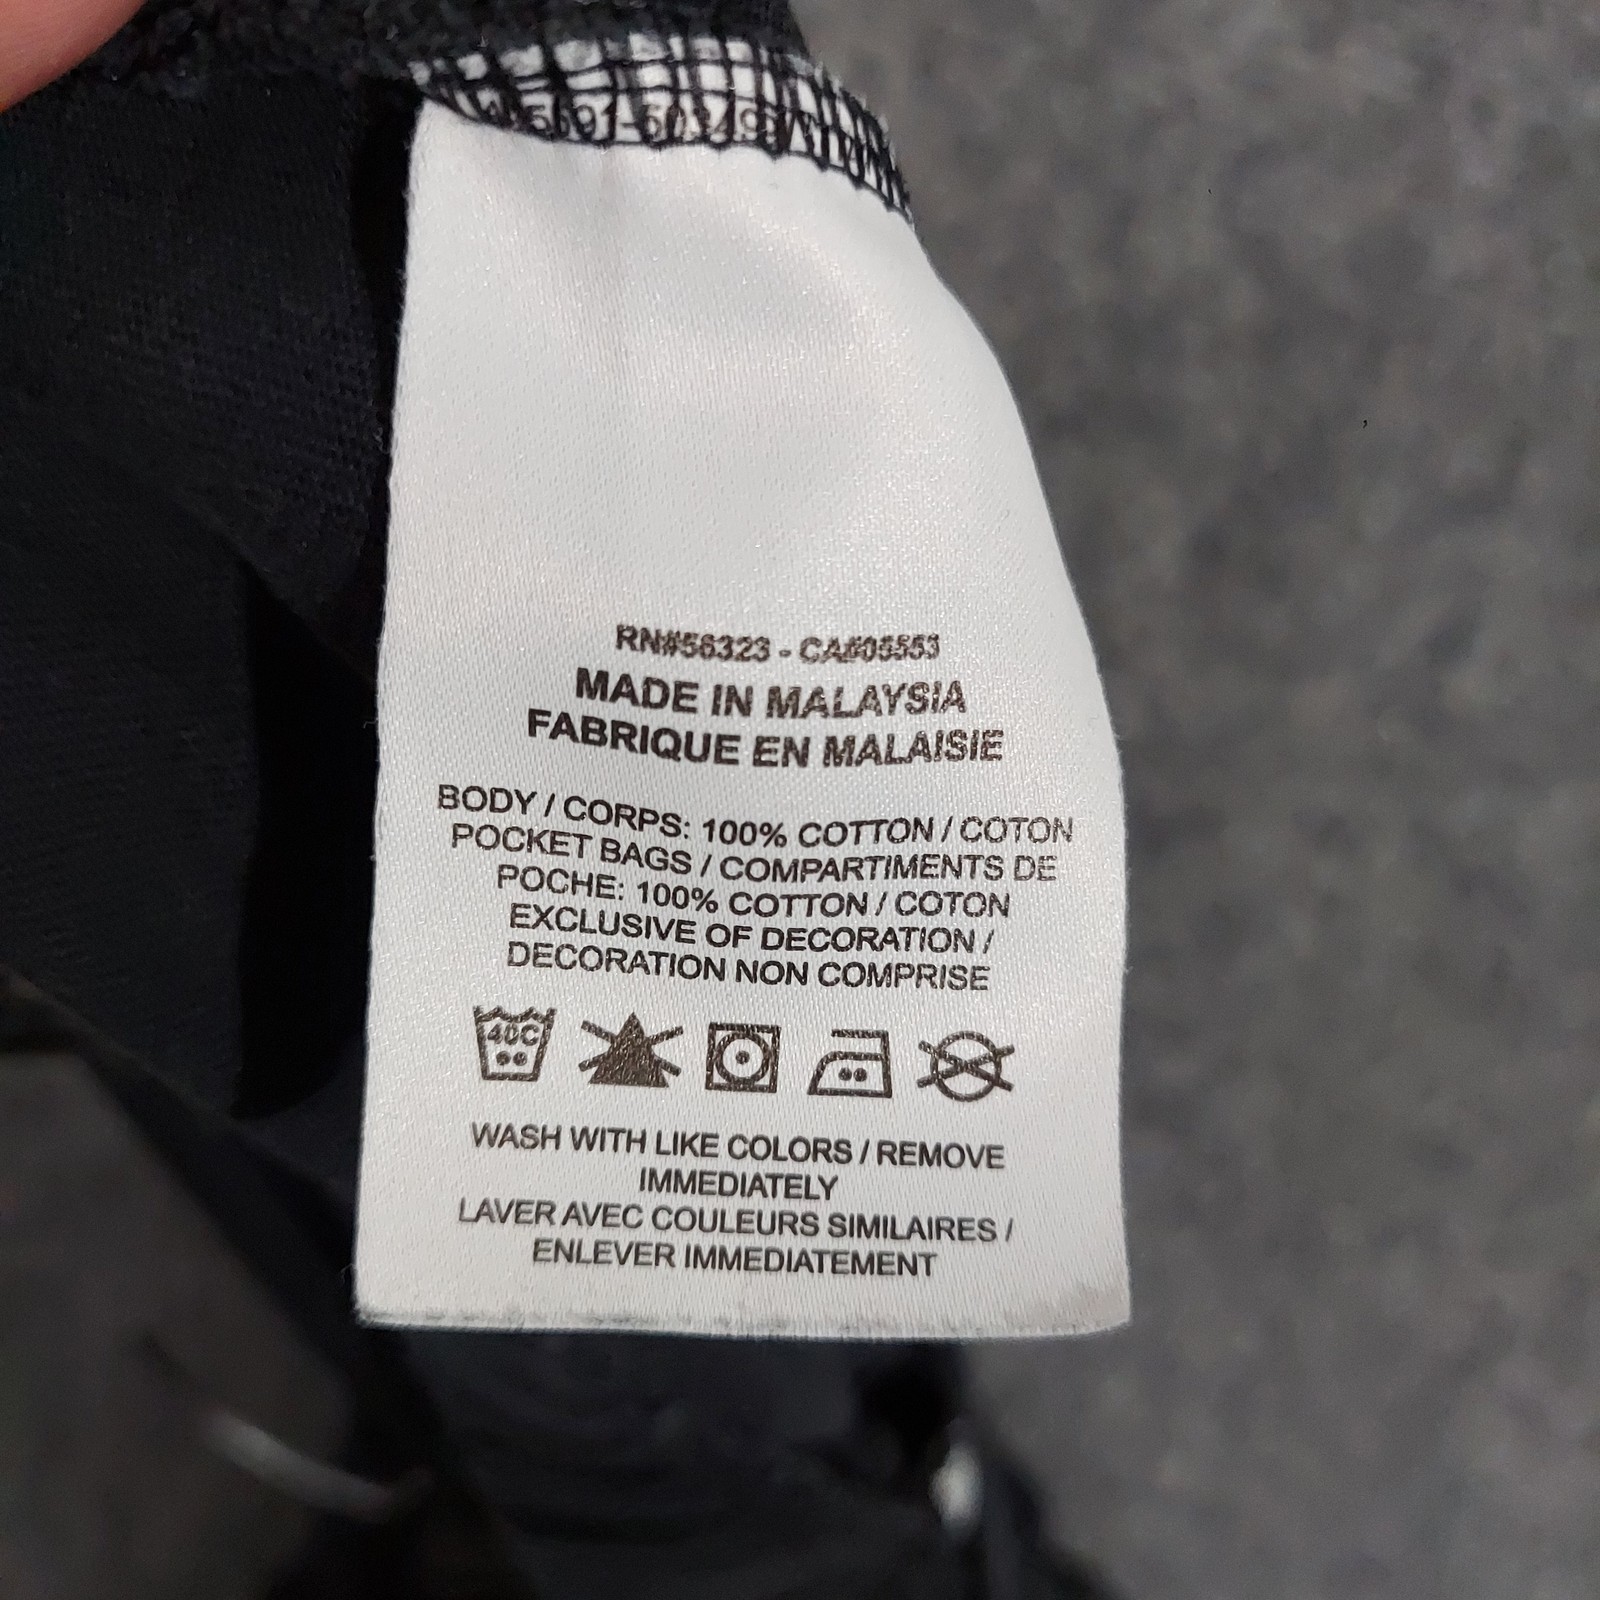 RN#56323 - CA#05553
MADE IN MALAYSIA
FABRIQUE EN MALAISIE
BODY / CORPS: 100% COTTON / COTON
POCKET BAGS / COMPARTIMENTS DE
POCHE: 100% COTTON / COTON
EXCLUSIVE OF DECORATION /
DECORATION NON COMPRISE
40C
WASH WITH LIKE COLORS / REMOVE
IMMEDIATELY
LAVER AVEC COULEURS SIMILAIRES /
ENLEVER IMMEDIATEMENT